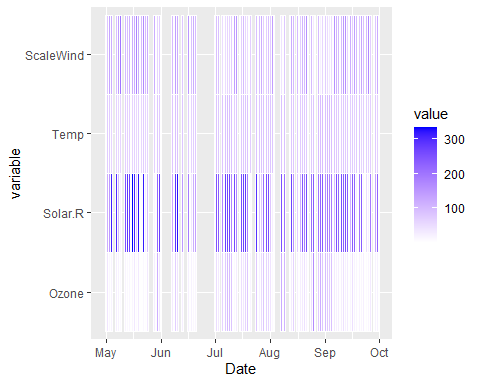 ScaleWind
Temp
Solar.R
Ozone
variable
May Jun Jul Aug Sep Oct
Date
value
300
200
100